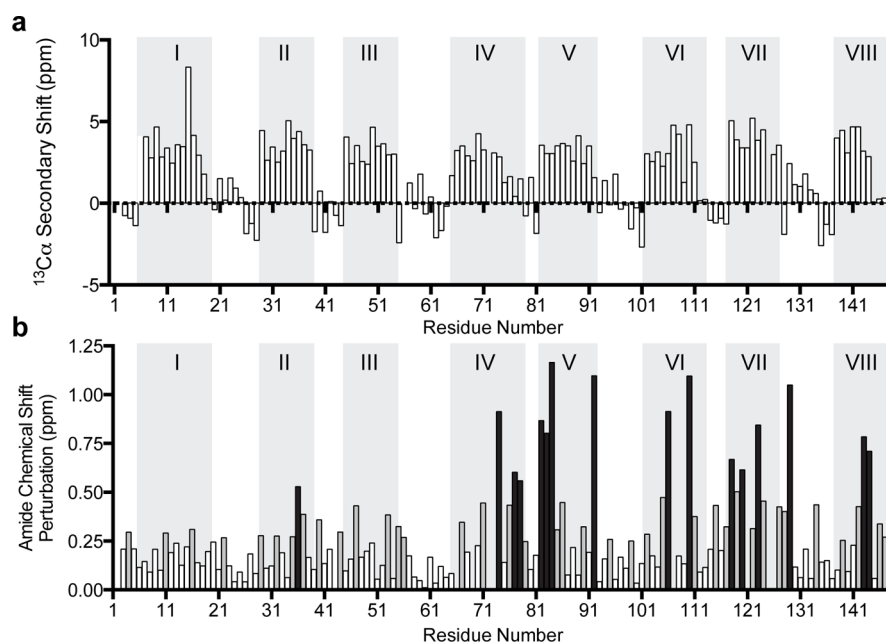 a
¹³Cα Secondary Shift (ppm)
10
5
0
-5
I II III IV V VI VII VIII
1 11 21 31 41 51 61 71 81 91 101 111 121 131 141
Residue Number
b
Amide Chemical Shift
Perturbation (ppm)
1.25
1.00
0.75
0.50
0.25
0.00
I II III IV V VI VII VIII
1 11 21 31 41 51 61 71 81 91 101 111 121 131 141
Residue Number